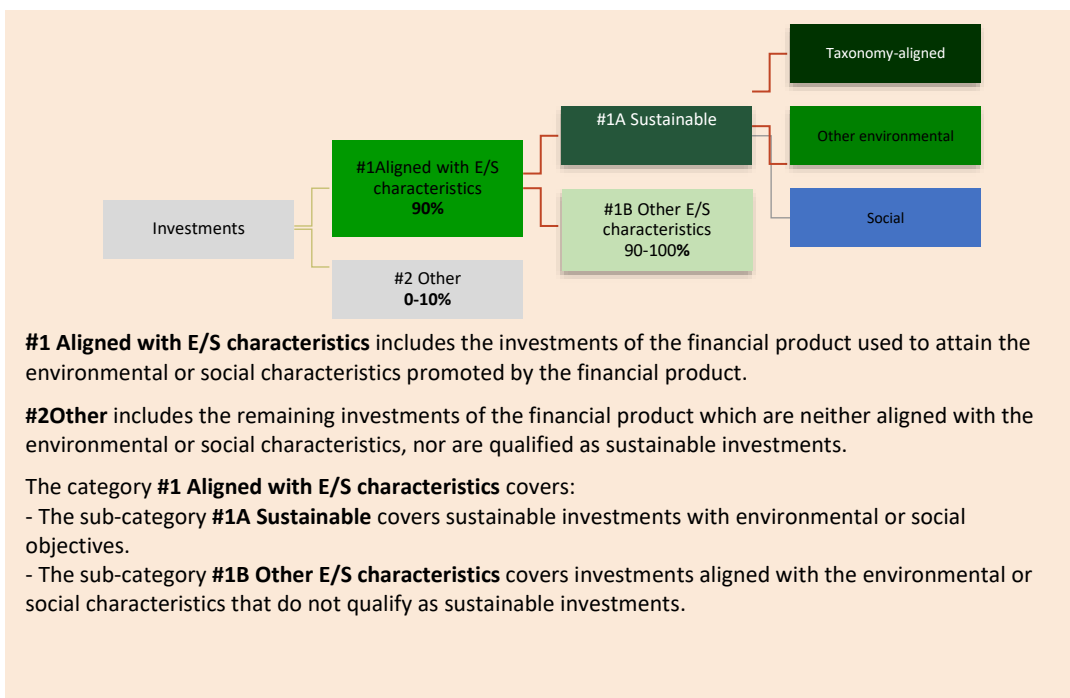 Taxonomy-aligned
#1A Sustainable
Other environmental
#1Aligned with E/S
characteristics
90%
#1B Other E/S
characteristics
90-100%
Social
Investments
#2 Other
0-10%
#1 Aligned with E/S characteristics includes the investments of the financial product used to attain the
environmental or social characteristics promoted by the financial product.
#2Other includes the remaining investments of the financial product which are neither aligned with the
environmental or social characteristics, nor are qualified as sustainable investments.
The category #1 Aligned with E/S characteristics covers:
- The sub-category #1A Sustainable covers sustainable investments with environmental or social
objectives.
- The sub-category #1B Other E/S characteristics covers investments aligned with the environmental or
social characteristics that do not qualify as sustainable investments.